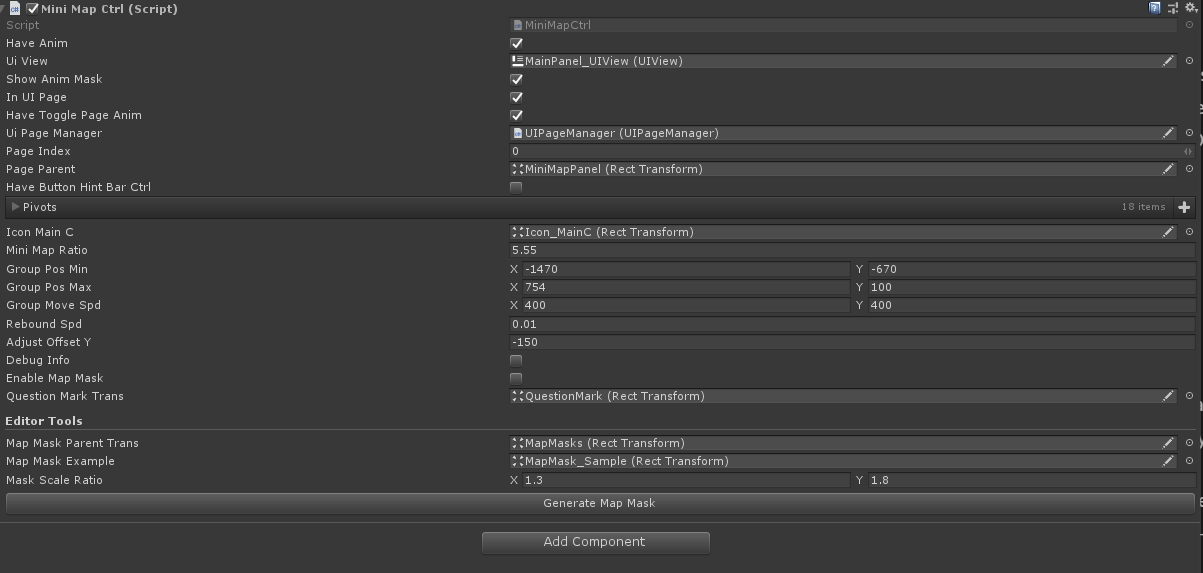 Mini Map Ctrl (Script)
Script MiniMapCtrl
Have Anim
Ui View MainPanel_UIView (UIView)
Show Anim Mask
In UI Page
Have Toggle Page Anim
Ui Page Manager UIPageManager (UIPageManager)
Page Index 0
Page Parent MiniMapPanel (Rect Transform)
Have Button Hint Bar Ctrl
Pivots 18 items
Icon Main C Icon_MainC (Rect Transform)
Mini Map Ratio 5.55
Group Pos Min X -1470 Y -670
Group Pos Max X 754 Y 100
Group Move Spd X 400 Y 400
Rebound Spd 0.01
Adjust Offset Y -150
Debug Info
Enable Map Mask
Question Mark Trans QuestionMark (Rect Transform)
Editor Tools
Map Mask Parent Trans MapMasks (Rect Transform)
Map Mask Example MapMask_Sample (Rect Transform)
Mask Scale Ratio X 1.3 Y 1.8
Generate Map Mask
Add Component